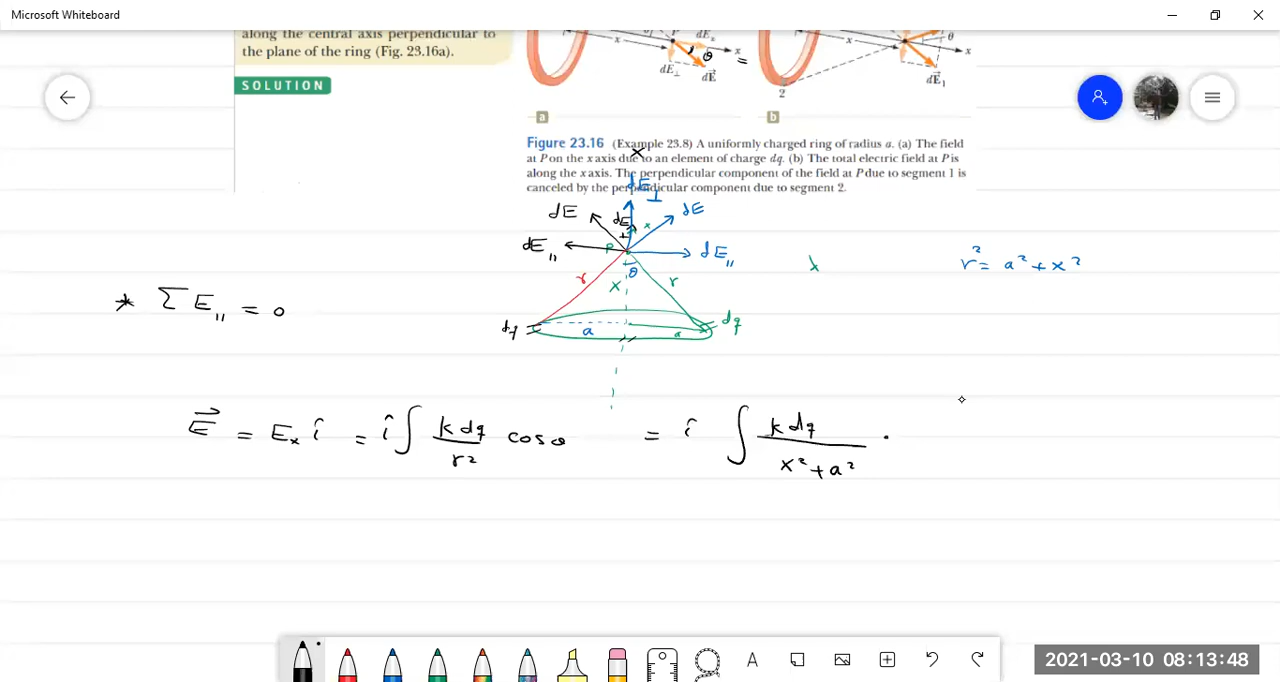 Microsoft Whiteboard
along the central axis perpendicular to
the plane of the ring (Fig. 23.16a).
SOLUTION
x
dE⊥
dE
θ
x
=
x
2
dE₁
θ
x
a
b
Figure 23.16 (Example 23.8) A uniformly charged ring of radius a. (a) The field
at P on the x axis due to an element of charge dq. (b) The total electric field at P is
along the x axis. The perpendicular component of the field at P due to segment 1 is
canceled by the perpendicular component due to segment 2.
x
dE⊥
dE
dE⊥
x
dE
dE∥
P
dE∥
θ
r
x
r
λ
r² = a² + x²
* Σ E∥ = 0
dq
a
a
dq
E⃗ = Eₓ î = î ∫ k dq / r² cos θ = î ∫ k dq / x² + a² ·
A
2021-03-10 08:13:48